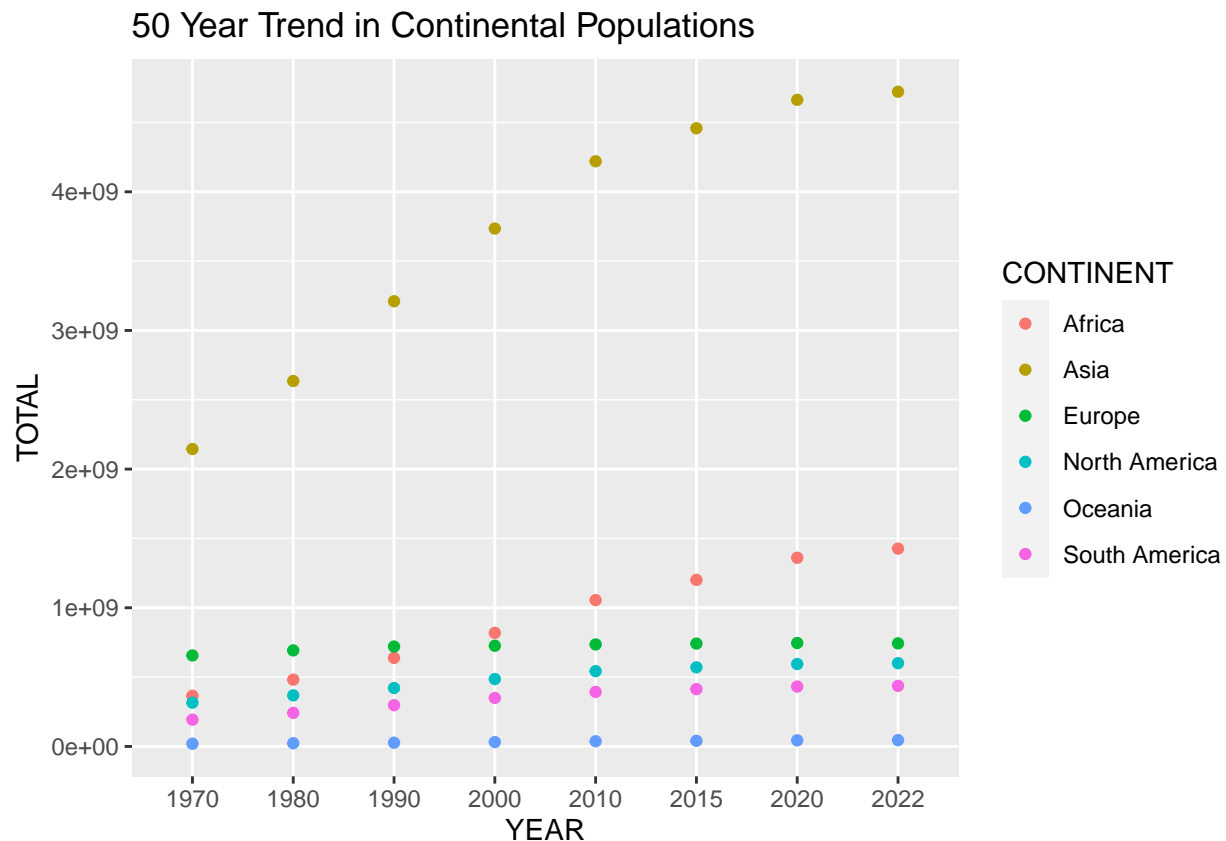 50 Year Trend in Continental Populations
4e+09
3e+09
2e+09
1e+09
0e+00
TOTAL
1970 1980 1990 2000 2010 2015 2020 2022
YEAR
CONTINENT
Africa
Asia
Europe
North America
Oceania
South America